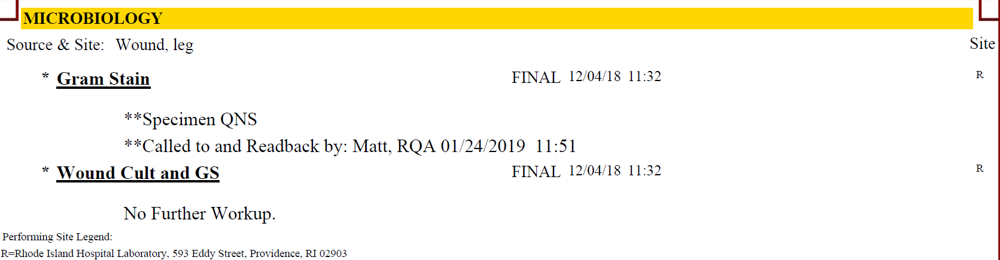 MICROBIOLOGY
Source & Site: Wound, leg Site
* Gram Stain FINAL 12/04/18 11:32 R
**Specimen QNS
**Called to and Readback by: Matt, RQA 01/24/2019 11:51
* Wound Cult and GS FINAL 12/04/18 11:32 R
No Further Workup.
Performing Site Legend:
R=Rhode Island Hospital Laboratory, 593 Eddy Street, Providence, RI 02903